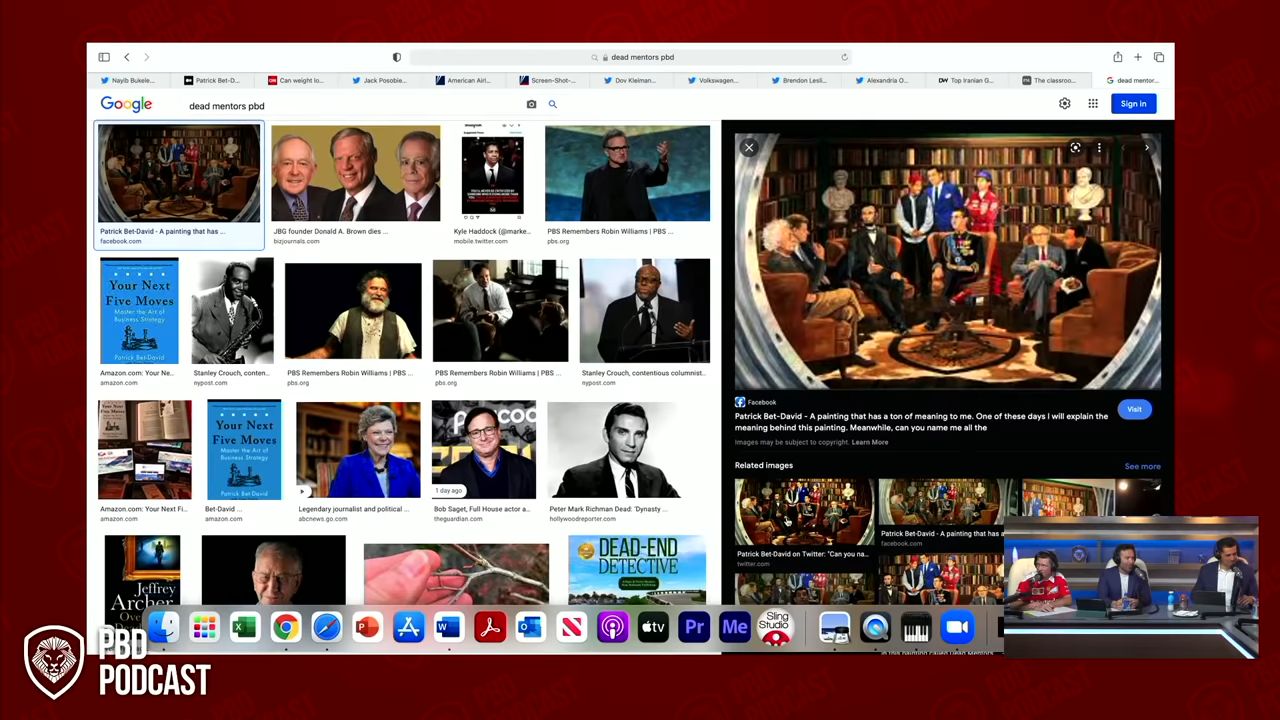 dead mentors pbd
Nayib Bukele...
Patrick Bet-D...
Can weight lo...
Jack Posobie...
American Airl...
Screen-Shot-...
Dov Kleiman...
Volkswagen...
Brendon Lesli...
Alexandria O...
Top Iranian G...
The classroo...
dead mentor...
Google
dead mentors pbd
Sign in
Patrick Bet-David - A painting that has ...
facebook.com
JBG founder Donald A. Brown dies ...
bizjournals.com
Kyle Haddock (@marke...
mobile.twitter.com
PBS Remembers Robin Williams | PBS ...
pbs.org
Your Next
Five Moves
Master the Art of
Business Strategy
Patrick Bet-David
Amazon.com: Your Ne...
amazon.com
Stanley Crouch, conten...
nypost.com
PBS Remembers Robin Williams | PBS ...
pbs.org
PBS Remembers Robin Williams | PBS ...
pbs.org
Stanley Crouch, contentious columnist...
nypost.com
Your Next
Five Moves
Amazon.com: Your Next Fi...
amazon.com
Bet-David ...
amazon.com
Legendary journalist and political ...
abcnews.go.com
1 day ago
Bob Saget, Full House actor a...
theguardian.com
Peter Mark Richman Dead: 'Dynasty ...
hollywoodreporter.com
Jeffrey
Archer
DEAD-END
DETECTIVE
Facebook
Visit
Patrick Bet-David - A painting that has a ton of meaning to me. One of these days I will explain the
meaning behind this painting. Meanwhile, can you name me all the
Images may be subject to copyright. Learn More
Related images
See more
Patrick Bet-David on Twitter: "Can you na...
twitter.com
Patrick Bet-David - A painting that has a
facebook.com
Pr
Me
Sling
Studio
tv
PBD
PODCAST